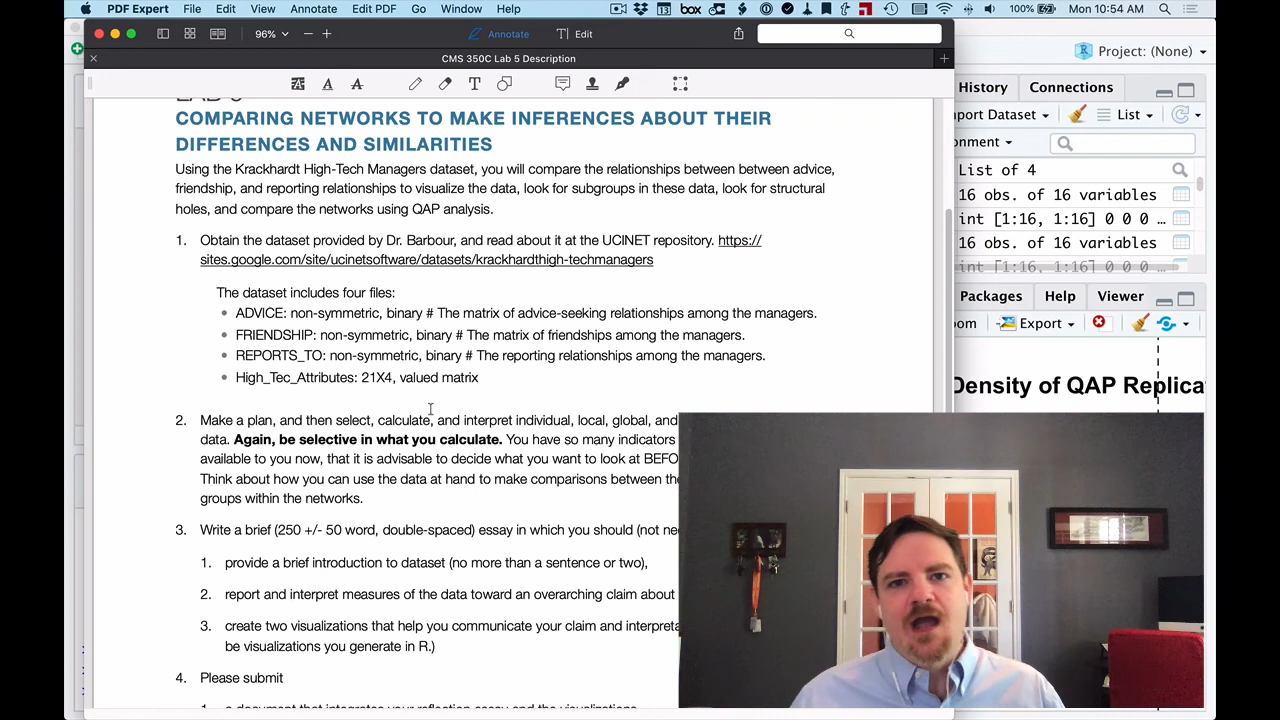 PDF Expert File Edit View Annotate Edit PDF Go Window Help
13 box 100% Mon 10:54 AM
96% Annotate Edit
CMS 350C Lab 5 Description
COMPARING NETWORKS TO MAKE INFERENCES ABOUT THEIR
DIFFERENCES AND SIMILARITIES
Using the Krackhardt High-Tech Managers dataset, you will compare the relationships between between advice,
friendship, and reporting relationships to visualize the data, look for subgroups in these data, look for structural
holes, and compare the networks using QAP analysis.
1. Obtain the dataset provided by Dr. Barbour, and read about it at the UCINET repository. https://
sites.google.com/site/ucinetsoftware/datasets/krackhardthigh-techmanagers
The dataset includes four files:
• ADVICE: non-symmetric, binary # The matrix of advice-seeking relationships among the managers.
• FRIENDSHIP: non-symmetric, binary # The matrix of friendships among the managers.
• REPORTS_TO: non-symmetric, binary # The reporting relationships among the managers.
• High_Tec_Attributes: 21X4, valued matrix
2. Make a plan, and then select, calculate, and interpret individual, local, global, and
data. Again, be selective in what you calculate. You have so many indicators
available to you now, that it is advisable to decide what you want to look at BEFO
Think about how you can use the data at hand to make comparisons between the
groups within the networks.
3. Write a brief (250 +/- 50 word, double-spaced) essay in which you should (not nec
1. provide a brief introduction to dataset (no more than a sentence or two),
2. report and interpret measures of the data toward an overarching claim about
3. create two visualizations that help you communicate your claim and interpreta
be visualizations you generate in R.)
4. Please submit
Project: (None)
History Connections
port Dataset List
onment
List of 4
16 obs. of 16 variables
int [1:16, 1:16] 0 0 0 …
16 obs. of 16 variables
int [1:16, 1:16] 0 0 0 …
Packages Help Viewer
oom Export
Density of QAP Replicat